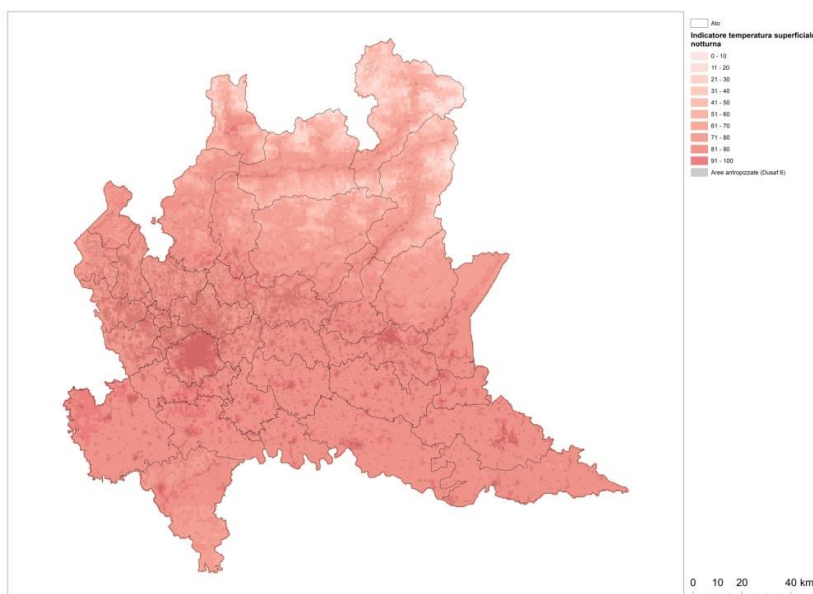 Ato
Indicatore temperatura superficiale
notturna
0 - 10
11 - 20
21 - 30
31 - 40
41 - 50
51 - 60
61 - 70
71 - 80
81 - 90
91 - 100
Aree antropizzate (Dusaf 6)
0 10 20 40 km